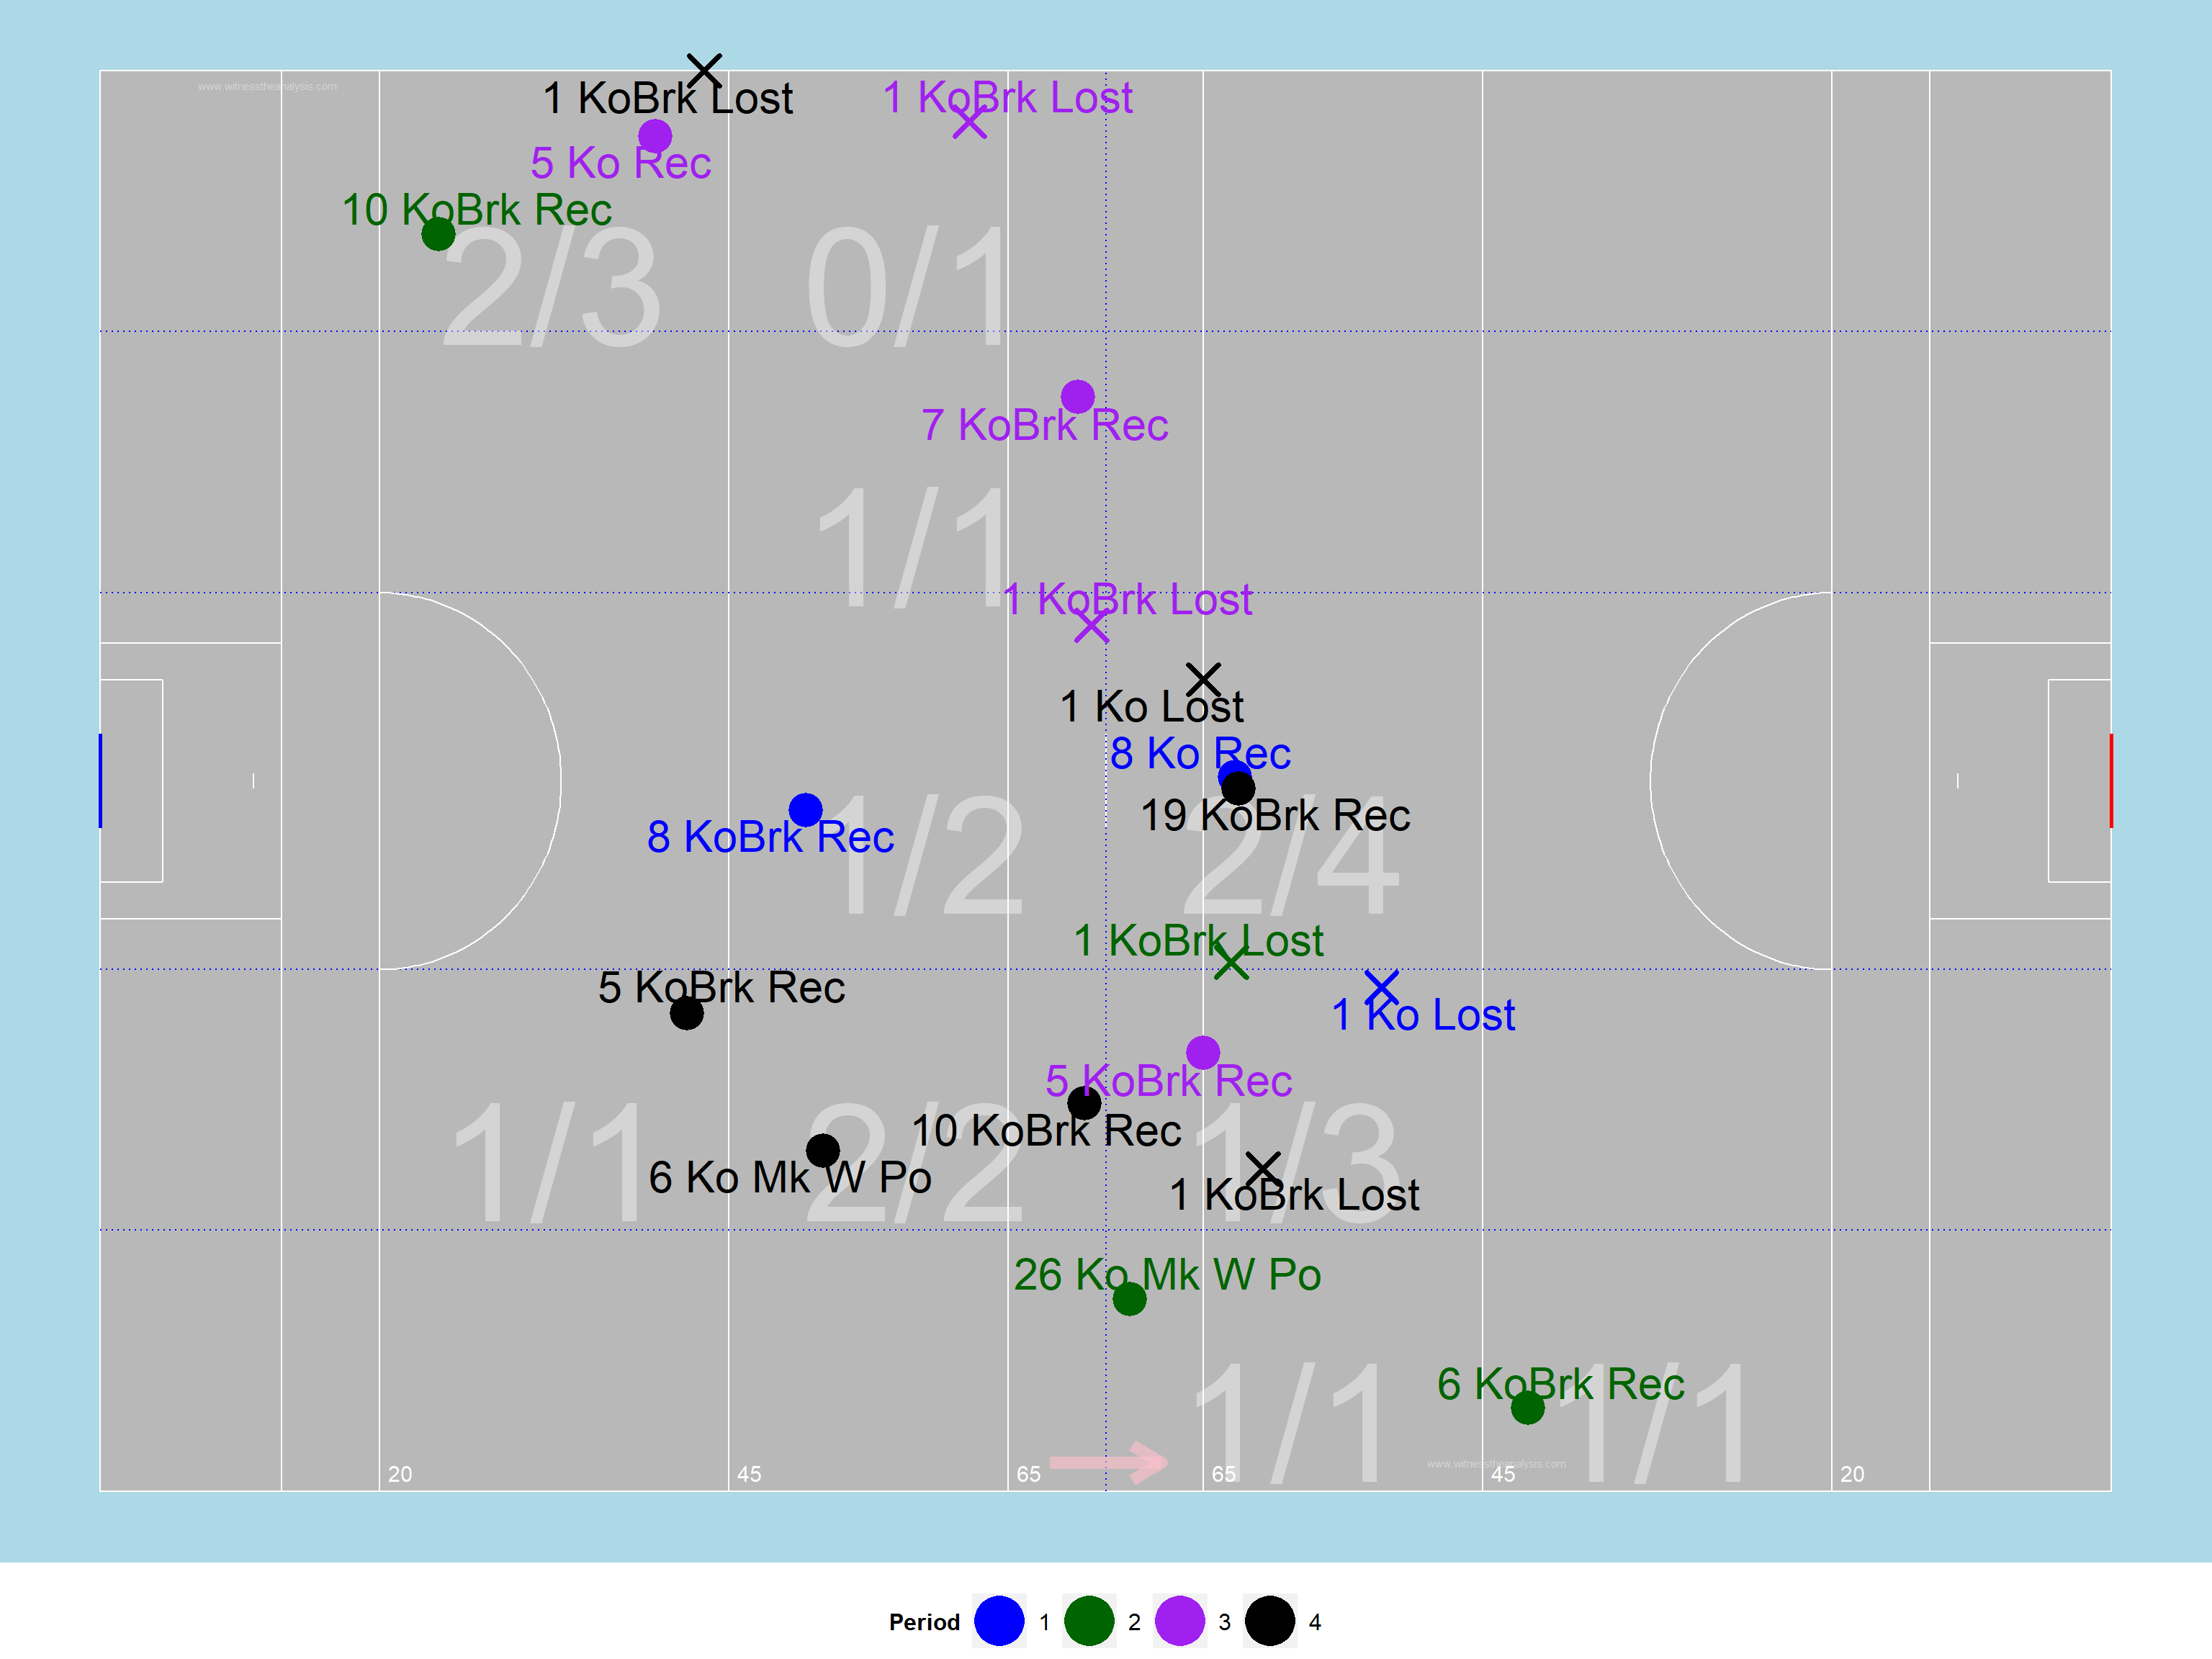 www.witnesstheanalysis.com
1 KoBrk Lost
1 KoBrk Lost
5 Ko Rec
10 KoBrk Rec
2/3
0/1
7 KoBrk Rec
1/1
1 KoBrk Lost
1 Ko Lost
8 Ko Rec
19 KoBrk Rec
8 KoBrk Rec
1/2
2/4
1 KoBrk Lost
5 KoBrk Rec
1 Ko Lost
5 KoBrk Rec
10 KoBrk Rec
1/1
2/2
1/3
6 Ko Mk W Po
1 KoBrk Lost
26 Ko Mk W Po
6 KoBrk Rec
1/1
1/1
www.witnesstheanalysis.com
20
45
65
65
45
20
Period 1 2 3 4